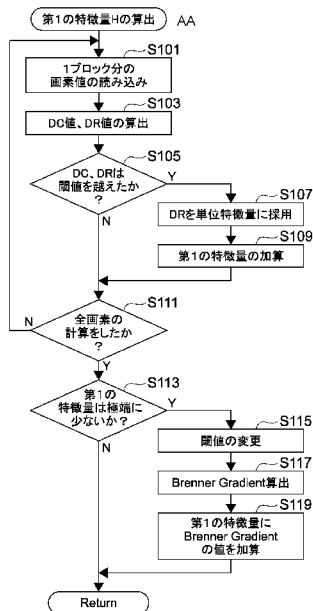 第1の特徴量Hの算出
AA
S101
1ブロック分の
画素値の読み込み
S103
DC値、DR値の算出
S105
DC、DRは
閾値を越えたか
?
Y
N
S107
DRを単位特徴量に採用
S109
第1の特徴量の加算
S111
N
全画素の
計算をしたか
?
Y
S113
第1の
特徴量は極端に
少ないか?
Y
N
S115
閾値の変更
S117
Brenner Gradient算出
S119
第1の特徴量に
Brenner Gradient
の値を加算
Return